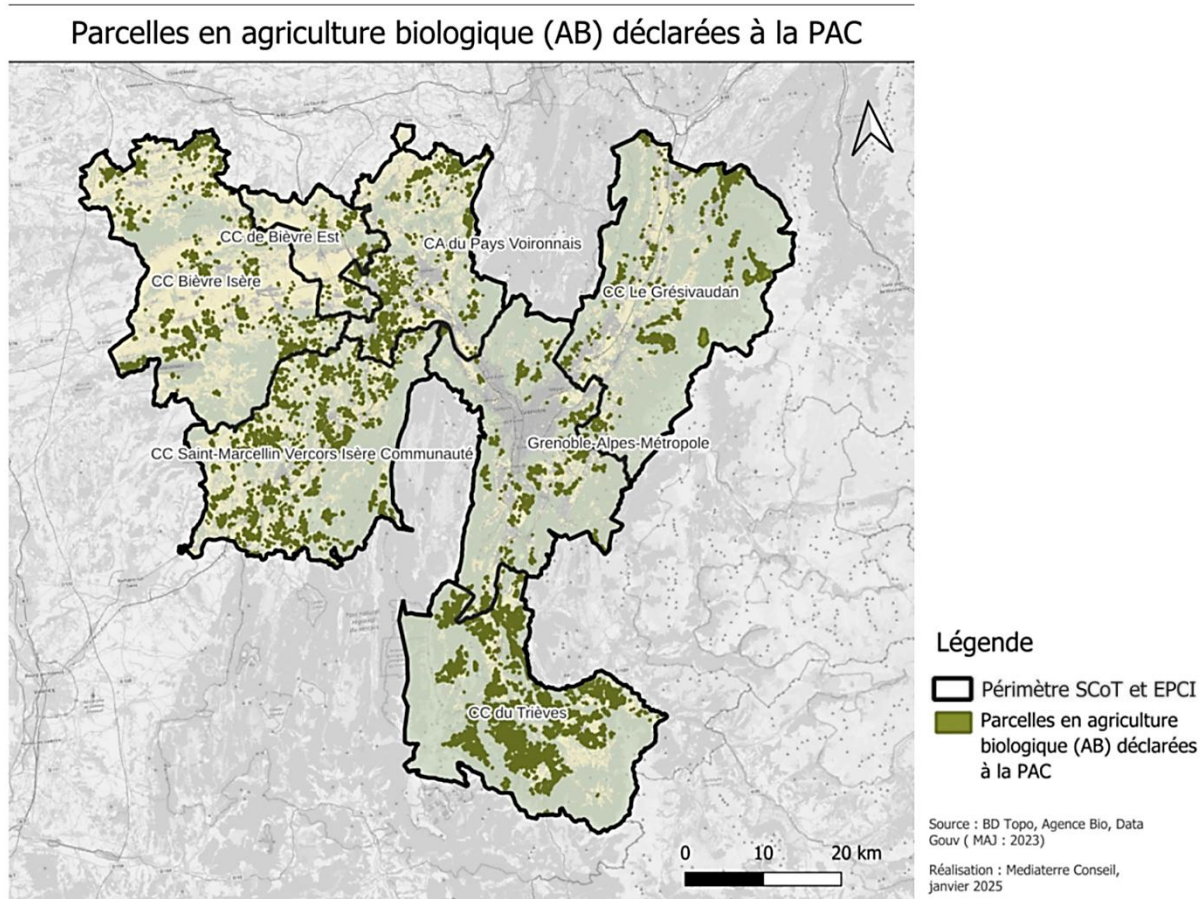 Parcelles en agriculture biologique (AB) déclarées à la PAC
CC de Bièvre Est
CA du Pays Voironnais
CC Bièvre Isère
CC Le Grésivaudan
Grenoble-Alpes-Métropole
CC Saint-Marcellin Vercors Isère Communauté
CC du Trièves
0 10 20 km
Légende
Périmètre SCoT et EPCI
Parcelles en agriculture
biologique (AB) déclarées
à la PAC
Source : BD Topo, Agence Bio, Data
Gouv ( MAJ : 2023)
Réalisation : Mediaterre Conseil,
janvier 2025